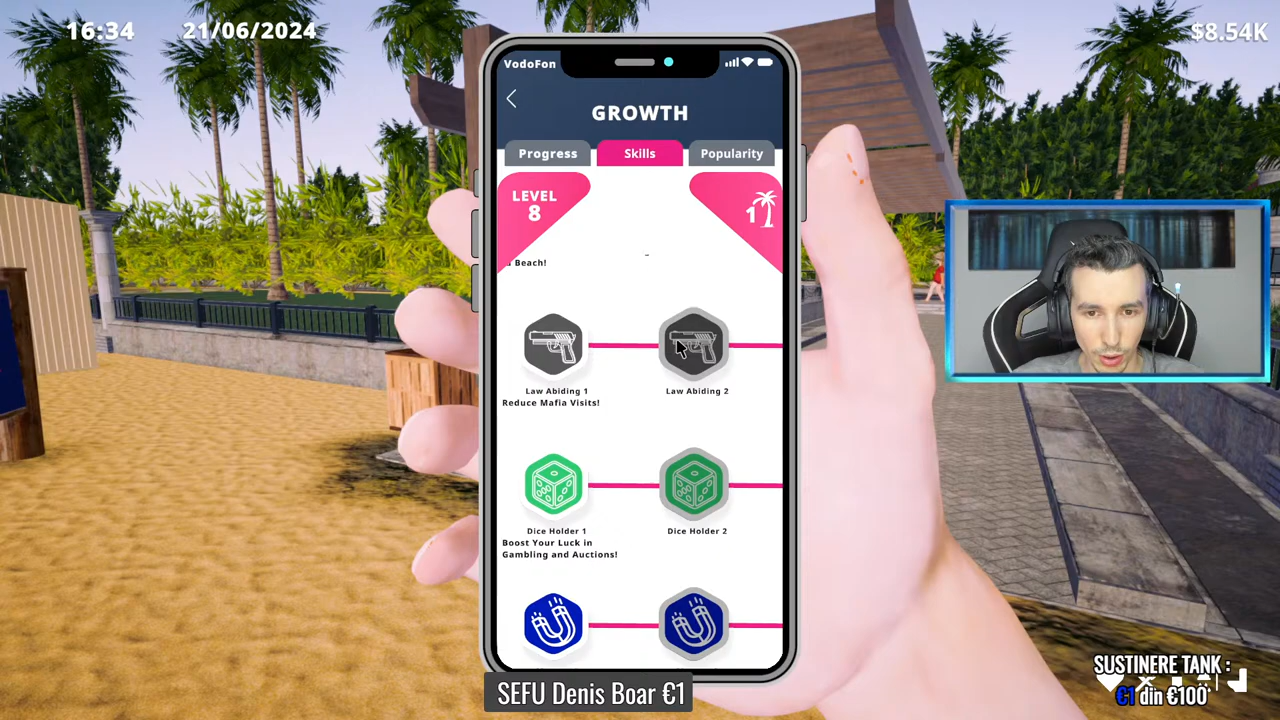 16:34
21/06/2024
$8.54K
VodoFon
GROWTH
Progress
Skills
Popularity
LEVEL
8
1
Beach!
Law Abiding 1
Reduce Mafia Visits!
Law Abiding 2
Dice Holder 1
Boost Your Luck in
Gambling and Auctions!
Dice Holder 2
SEFU Denis Boar €1
SUSTINERE TANK :
€1 din €100